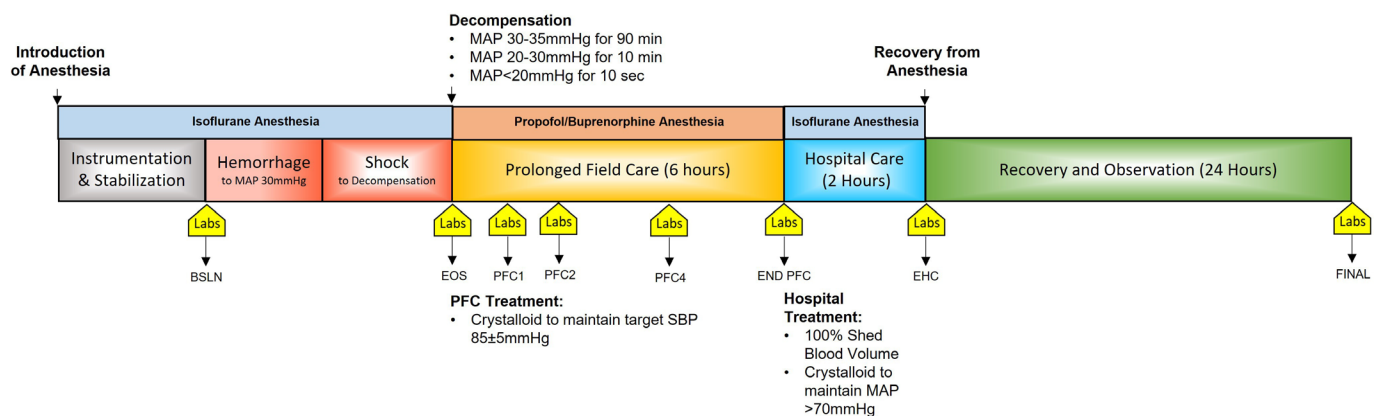 Decompensation
• MAP 30-35mmHg for 90 min
• MAP 20-30mmHg for 10 min
• MAP<20mmHg for 10 sec
Introduction
of Anesthesia
Recovery from
Anesthesia
Isoflurane Anesthesia
Propofol/Buprenorphine Anesthesia
Isoflurane Anesthesia
Instrumentation
& Stabilization
Hemorrhage
to MAP 30mmHg
Shock
to Decompensation
Prolonged Field Care (6 hours)
Hospital Care
(2 Hours)
Recovery and Observation (24 Hours)
Labs
Labs
Labs
Labs
Labs
Labs
Labs
Labs
BSLN
EOS
PFC1
PFC2
PFC4
END PFC
EHC
FINAL
PFC Treatment:
• Crystalloid to maintain target SBP
85±5mmHg
Hospital
Treatment:
• 100% Shed
Blood Volume
• Crystalloid to
maintain MAP
>70mmHg